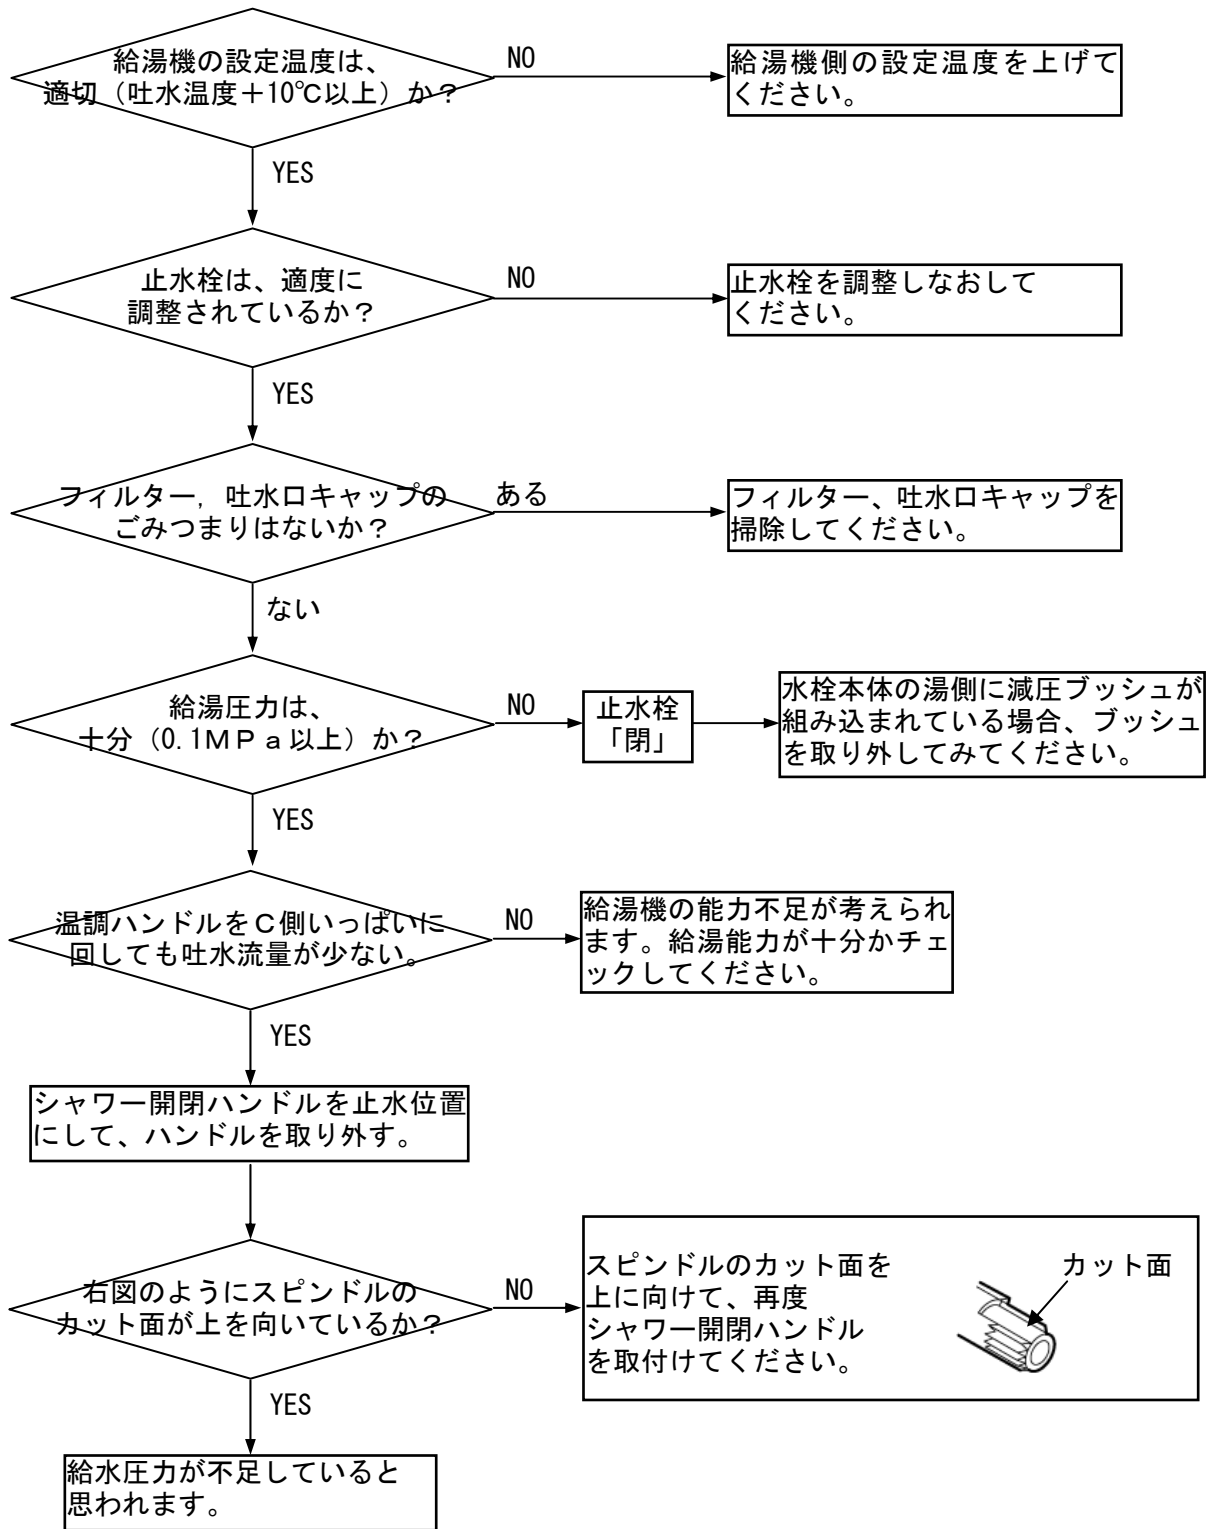 給湯機の設定温度は、
適切（吐水温度＋10℃以上）か？
NO
給湯機側の設定温度を上げて
ください。
YES
止水栓は、適度に
調整されているか？
NO
止水栓を調整しなおして
ください。
YES
フィルター，吐水口キャップの
ごみつまりはないか？
ある
フィルター、吐水口キャップを
掃除してください。
ない
給湯圧力は、
十分（0.1ＭＰａ以上）か？
NO
止水栓
「閉」
水栓本体の湯側に減圧ブッシュが
組み込まれている場合、ブッシュ
を取り外してみてください。
YES
温調ハンドルをＣ側いっぱいに
回しても吐水流量が少ない。
NO
給湯機の能力不足が考えられ
ます。給湯能力が十分かチェ
ックしてください。
YES
シャワー開閉ハンドルを止水位置
にして、ハンドルを取り外す。
右図のようにスピンドルの
カット面が上を向いているか？
NO
スピンドルのカット面を
上に向けて、再度
シャワー開閉ハンドル
を取付けてください。
カット面
YES
給水圧力が不足していると
思われます。